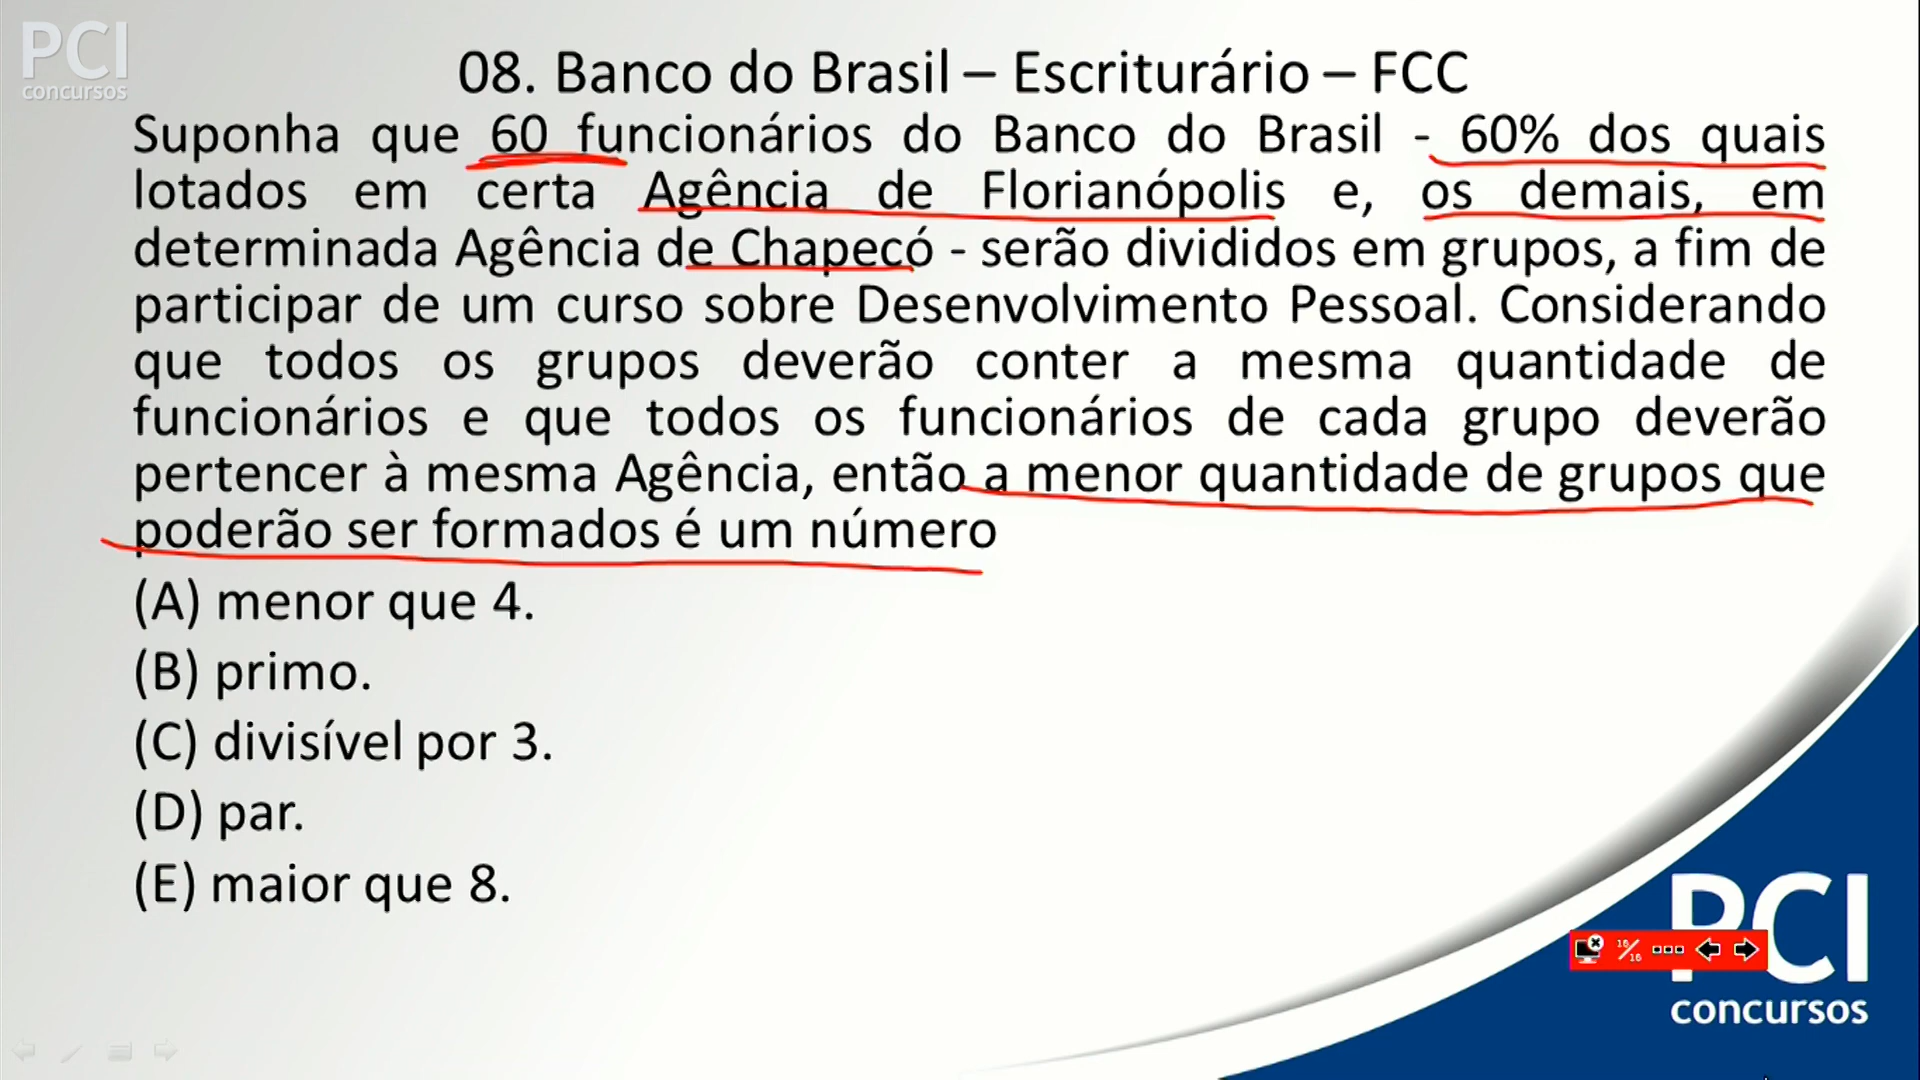 PCI
concursos
08. Banco do Brasil – Escriturário – FCC
Suponha que 60 funcionários do Banco do Brasil - 60% dos quais
lotados em certa Agência de Florianópolis e, os demais, em
determinada Agência de Chapecó - serão divididos em grupos, a fim de
participar de um curso sobre Desenvolvimento Pessoal. Considerando
que todos os grupos deverão conter a mesma quantidade de
funcionários e que todos os funcionários de cada grupo deverão
pertencer à mesma Agência, então a menor quantidade de grupos que
poderão ser formados é um número
(A) menor que 4.
(B) primo.
(C) divisível por 3.
(D) par.
(E) maior que 8.
PCI
16/16
concursos